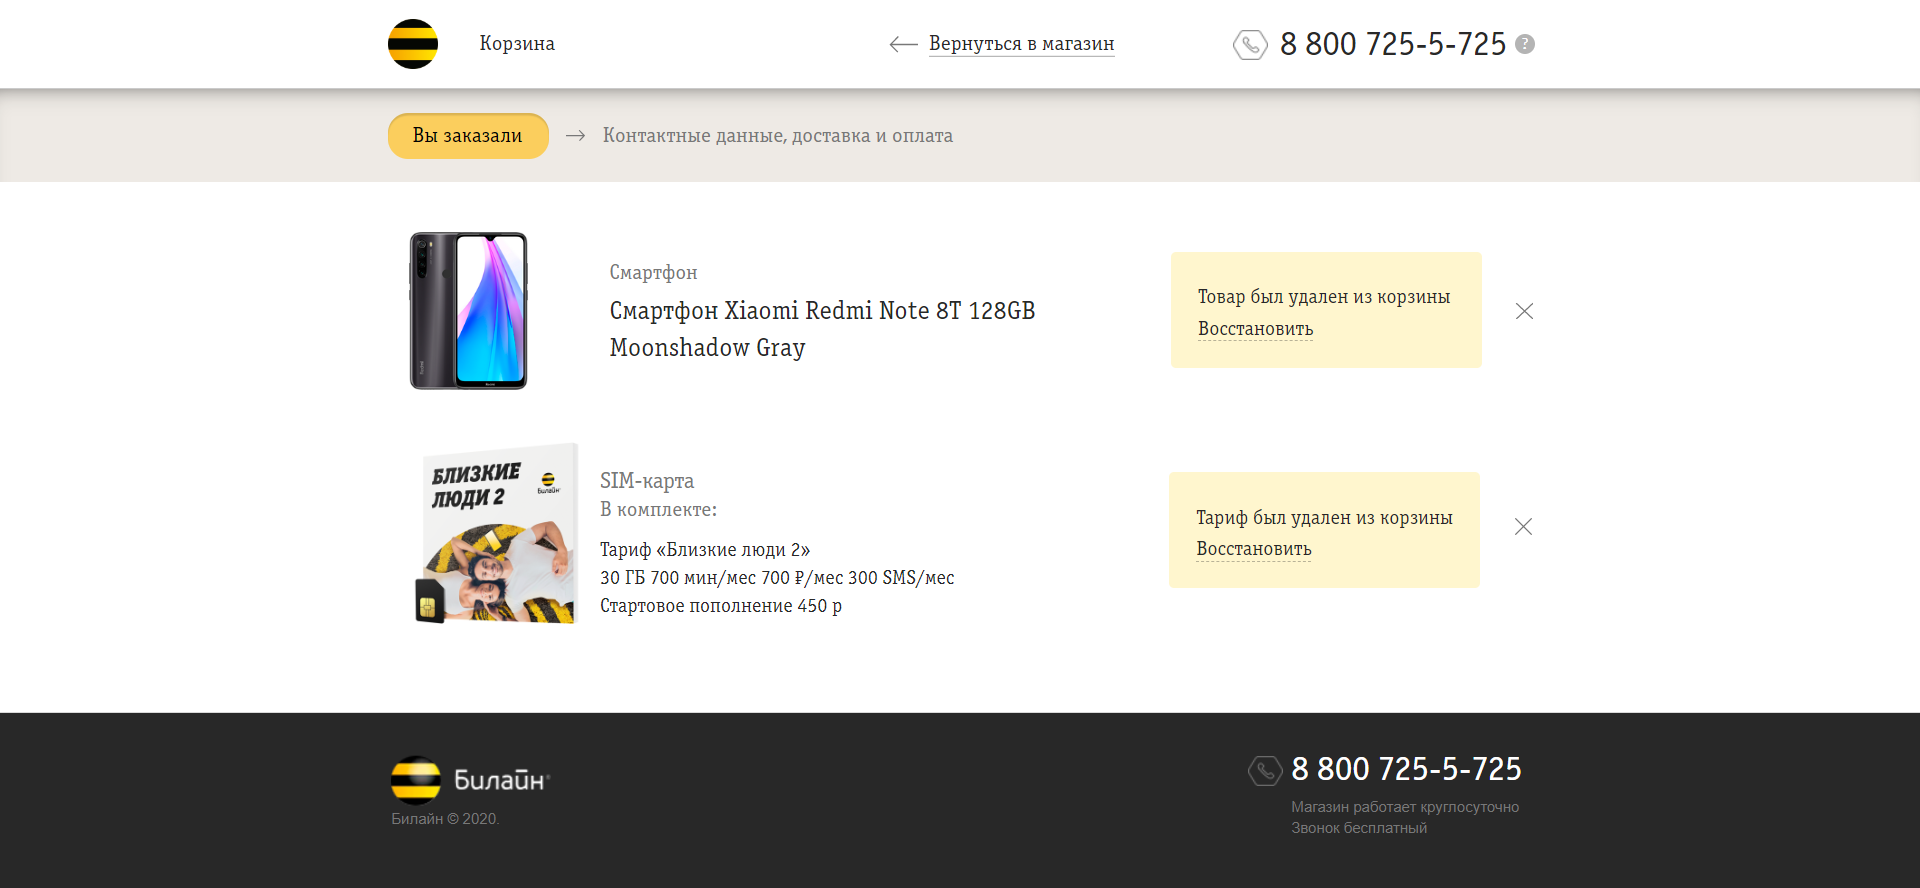 Корзина
Вернуться в магазин
8 800 725-5-725
?
Вы заказали
Контактные данные, доставка и оплата
Смартфон
Смартфон Xiaomi Redmi Note 8T 128GB
Moonshadow Gray
Товар был удален из корзины
Восстановить
БЛИЗКИЕ
ЛЮДИ 2
билайн
SIM-карта
В комплекте:
Тариф «Близкие люди 2»
30 ГБ 700 мин/мес 700 ₽/мес 300 SMS/мес
Стартовое пополнение 450 р
Тариф был удален из корзины
Восстановить
Билайн
Билайн © 2020.
8 800 725-5-725
Магазин работает круглосуточно
Звонок бесплатный